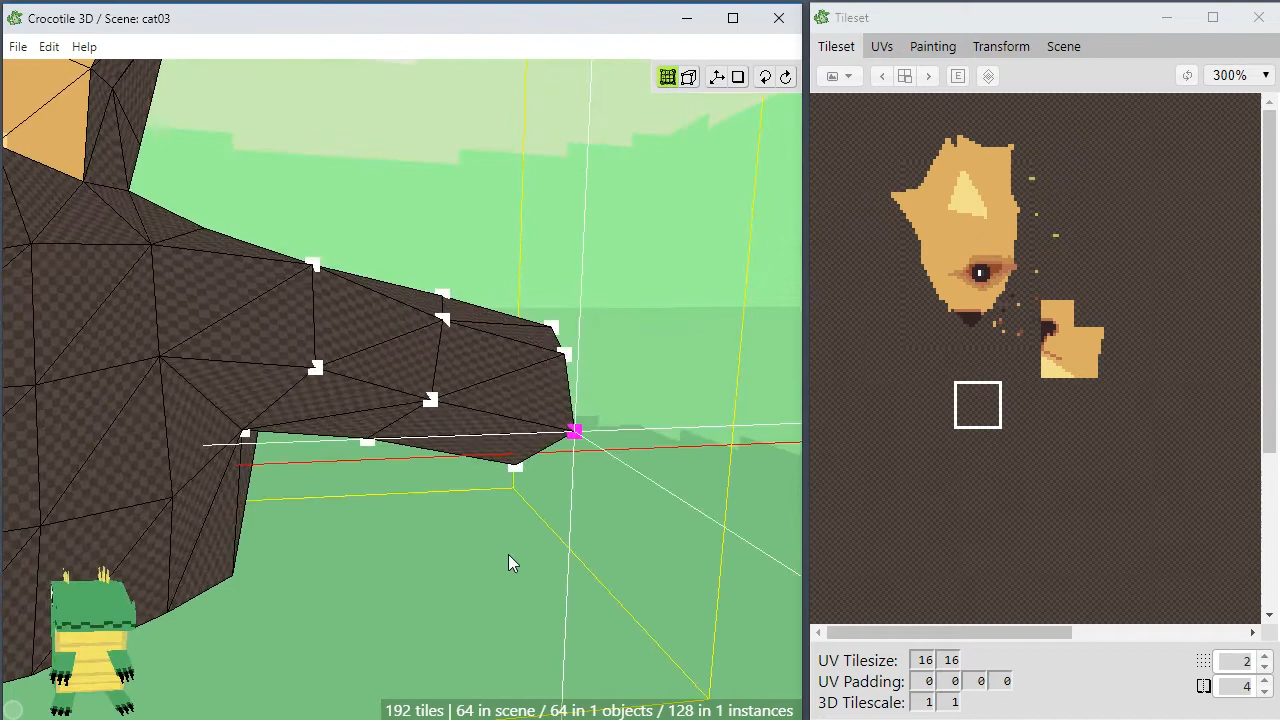 Crocotile 3D / Scene: cat03
File Edit Help
192 tiles | 64 in scene / 64 in 1 objects / 128 in 1 instances
Tileset
Tileset UVs Painting Transform Scene
E 300%
UV Tilesize: 16 16 2
UV Padding: 0 0 0 0 4
3D Tilescale: 1 1